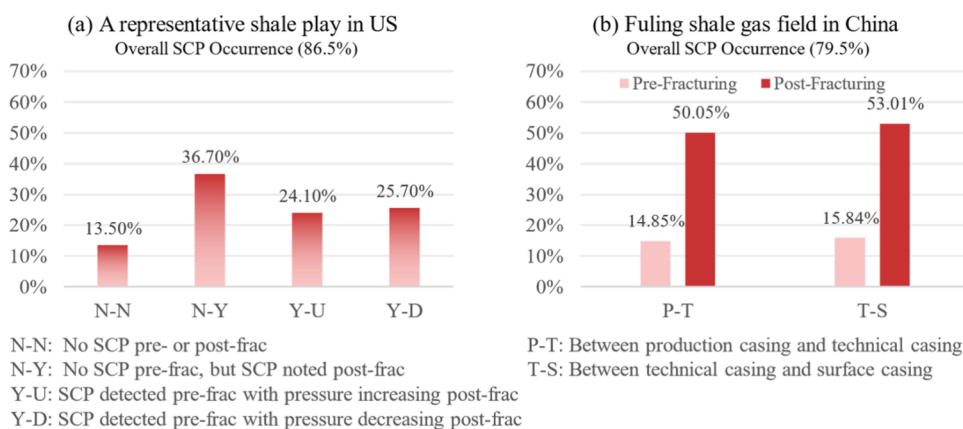 (a) A representative shale play in US
Overall SCP Occurrence (86.5%)
70%
60%
50%
40%
30%
20%
10%
0%
13.50%
36.70%
24.10%
25.70%
N-N
N-Y
Y-U
Y-D
N-N: No SCP pre- or post-frac
N-Y: No SCP pre-frac, but SCP noted post-frac
Y-U: SCP detected pre-frac with pressure increasing post-frac
Y-D: SCP detected pre-frac with pressure decreasing post-frac
(b) Fuling shale gas field in China
Overall SCP Occurrence (79.5%)
70%
60%
50%
40%
30%
20%
10%
0%
Pre-Fracturing
Post-Fracturing
14.85%
50.05%
15.84%
53.01%
P-T
T-S
P-T: Between production casing and technical casing
T-S: Between technical casing and surface casing